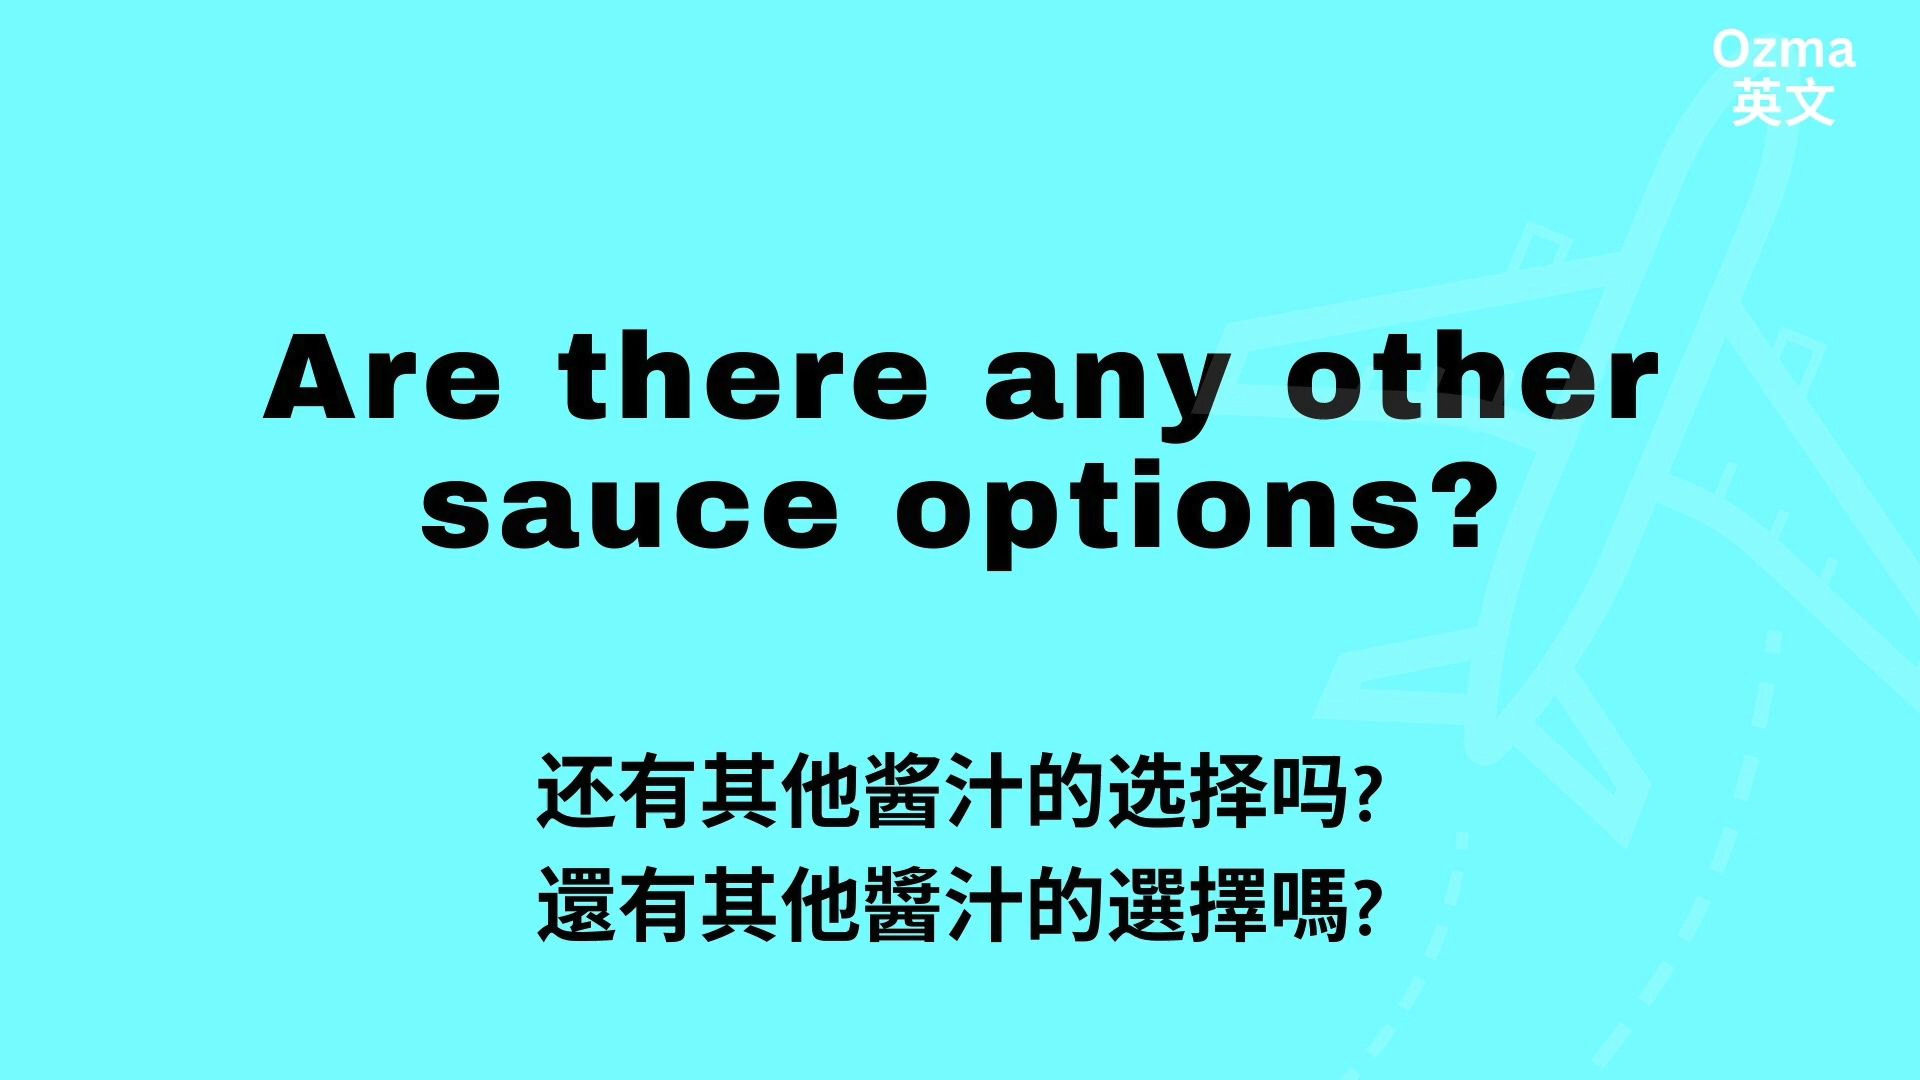 Ozma
英文
Are there any other
sauce options?
还有其他酱汁的选择吗?
還有其他醬汁的選擇嗎?